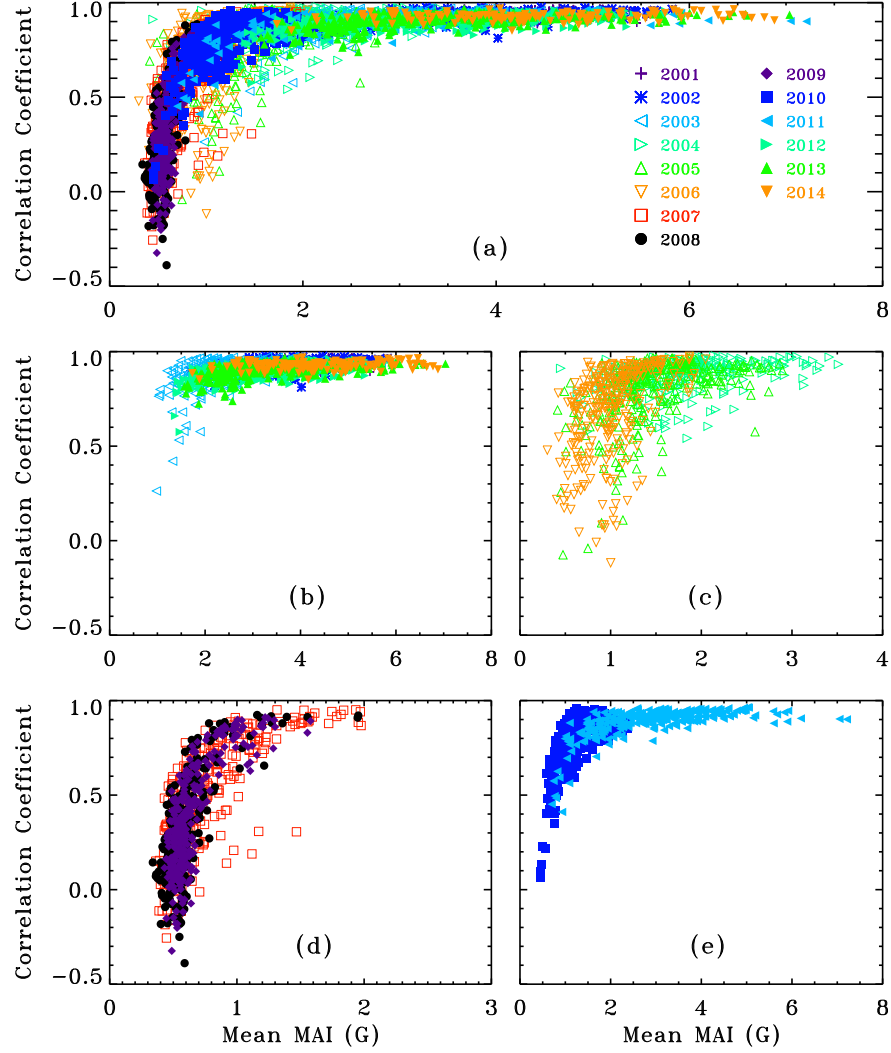 1.0
0.5
0.0
−0.5
Correlation Coefficient
2001
2002
2003
2004
2005
2006
2007
2008
2009
2010
2011
2012
2013
2014
(a)
0 2 4 6 8
1.0
0.5
0.0
−0.5
Correlation Coefficient
(b)
0 2 4 6 8
(c)
0 1 2 3 4
1.0
0.5
0.0
−0.5
Correlation Coefficient
(d)
0 1 2 3
Mean MAI (G)
(e)
0 2 4 6 8
Mean MAI (G)